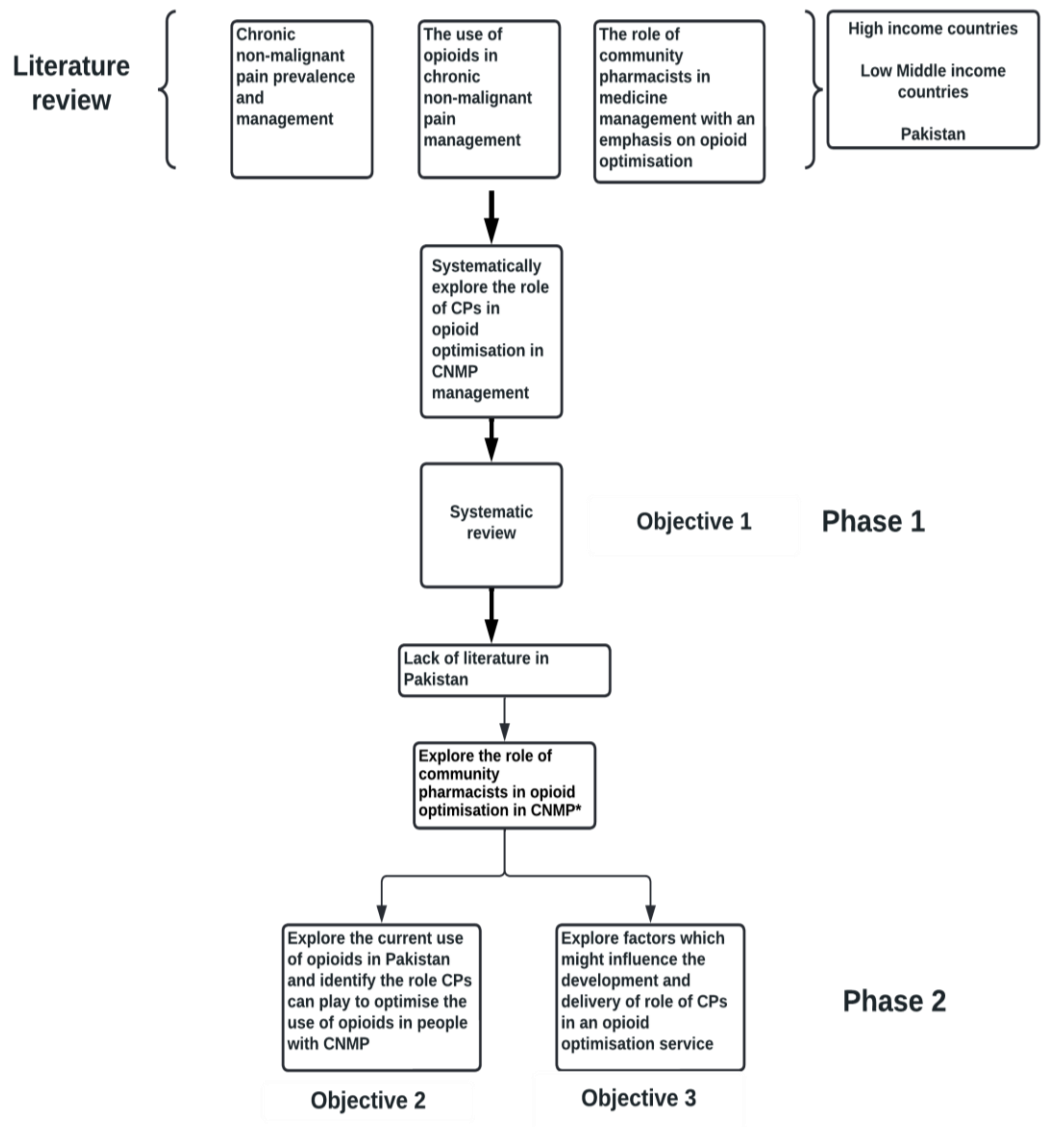 Literature
review
Chronic
non-malignant
pain prevalence
and
management
The use of
opioids in
chronic
non-malignant
pain
management
The role of
community
pharmacists in
medicine
management with an
emphasis on opioid
optimisation
High income countries
Low Middle income
countries
Pakistan
Systematically
explore the role
of CPs in
opioid
optimisation in
CNMP
management
Systematic
review
Objective 1
Phase 1
Lack of literature in
Pakistan
Explore the role of
community
pharmacists in opioid
optimisation in CNMP*
Explore the current use
of opioids in Pakistan
and identify the role CPs
can play to optimise the
use of opioids in people
with CNMP
Explore factors which
might influence the
development and
delivery of role of CPs
in an opioid
optimisation service
Phase 2
Objective 2
Objective 3